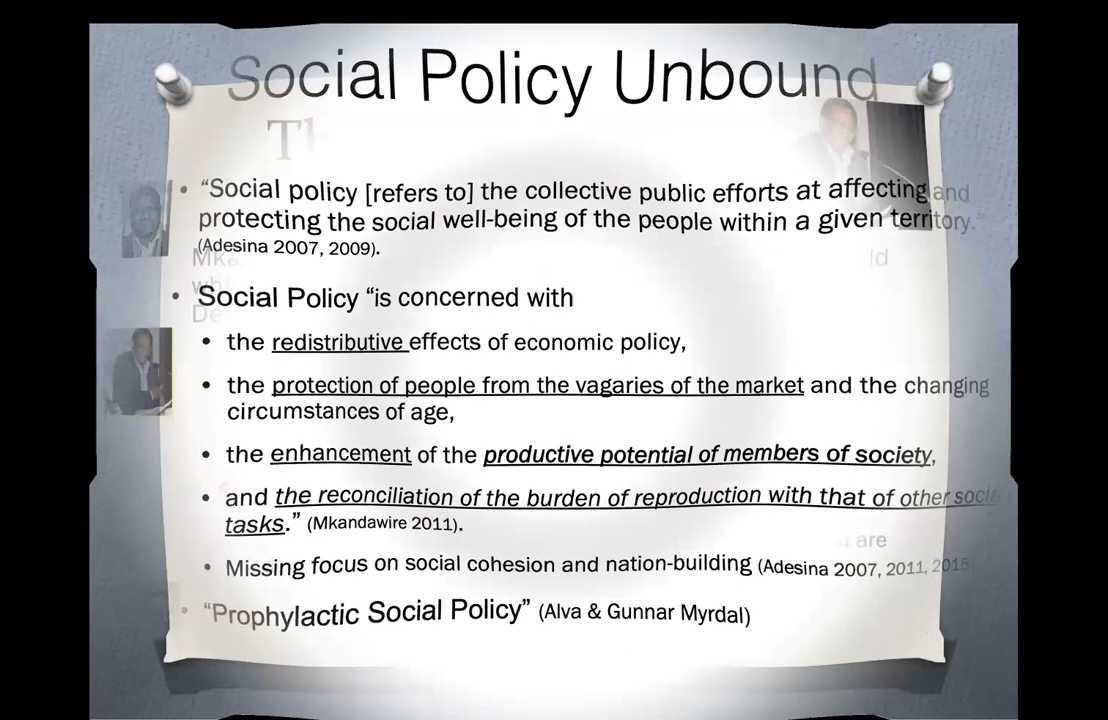 Social Policy Unbound
Th
• “Social policy [refers to] the collective public efforts at affecting and
protecting the social well-being of the people within a given territory.”
(Adesina 2007, 2009).
• Social Policy “is concerned with
• the redistributive effects of economic policy,
• the protection of people from the vagaries of the market and the changing
circumstances of age,
• the enhancement of the productive potential of members of society,
• and the reconciliation of the burden of reproduction with that of other social
tasks.” (Mkandawire 2011).
are
• Missing focus on social cohesion and nation-building (Adesina 2007, 2011, 2015
• “Prophylactic Social Policy” (Alva & Gunnar Myrdal)